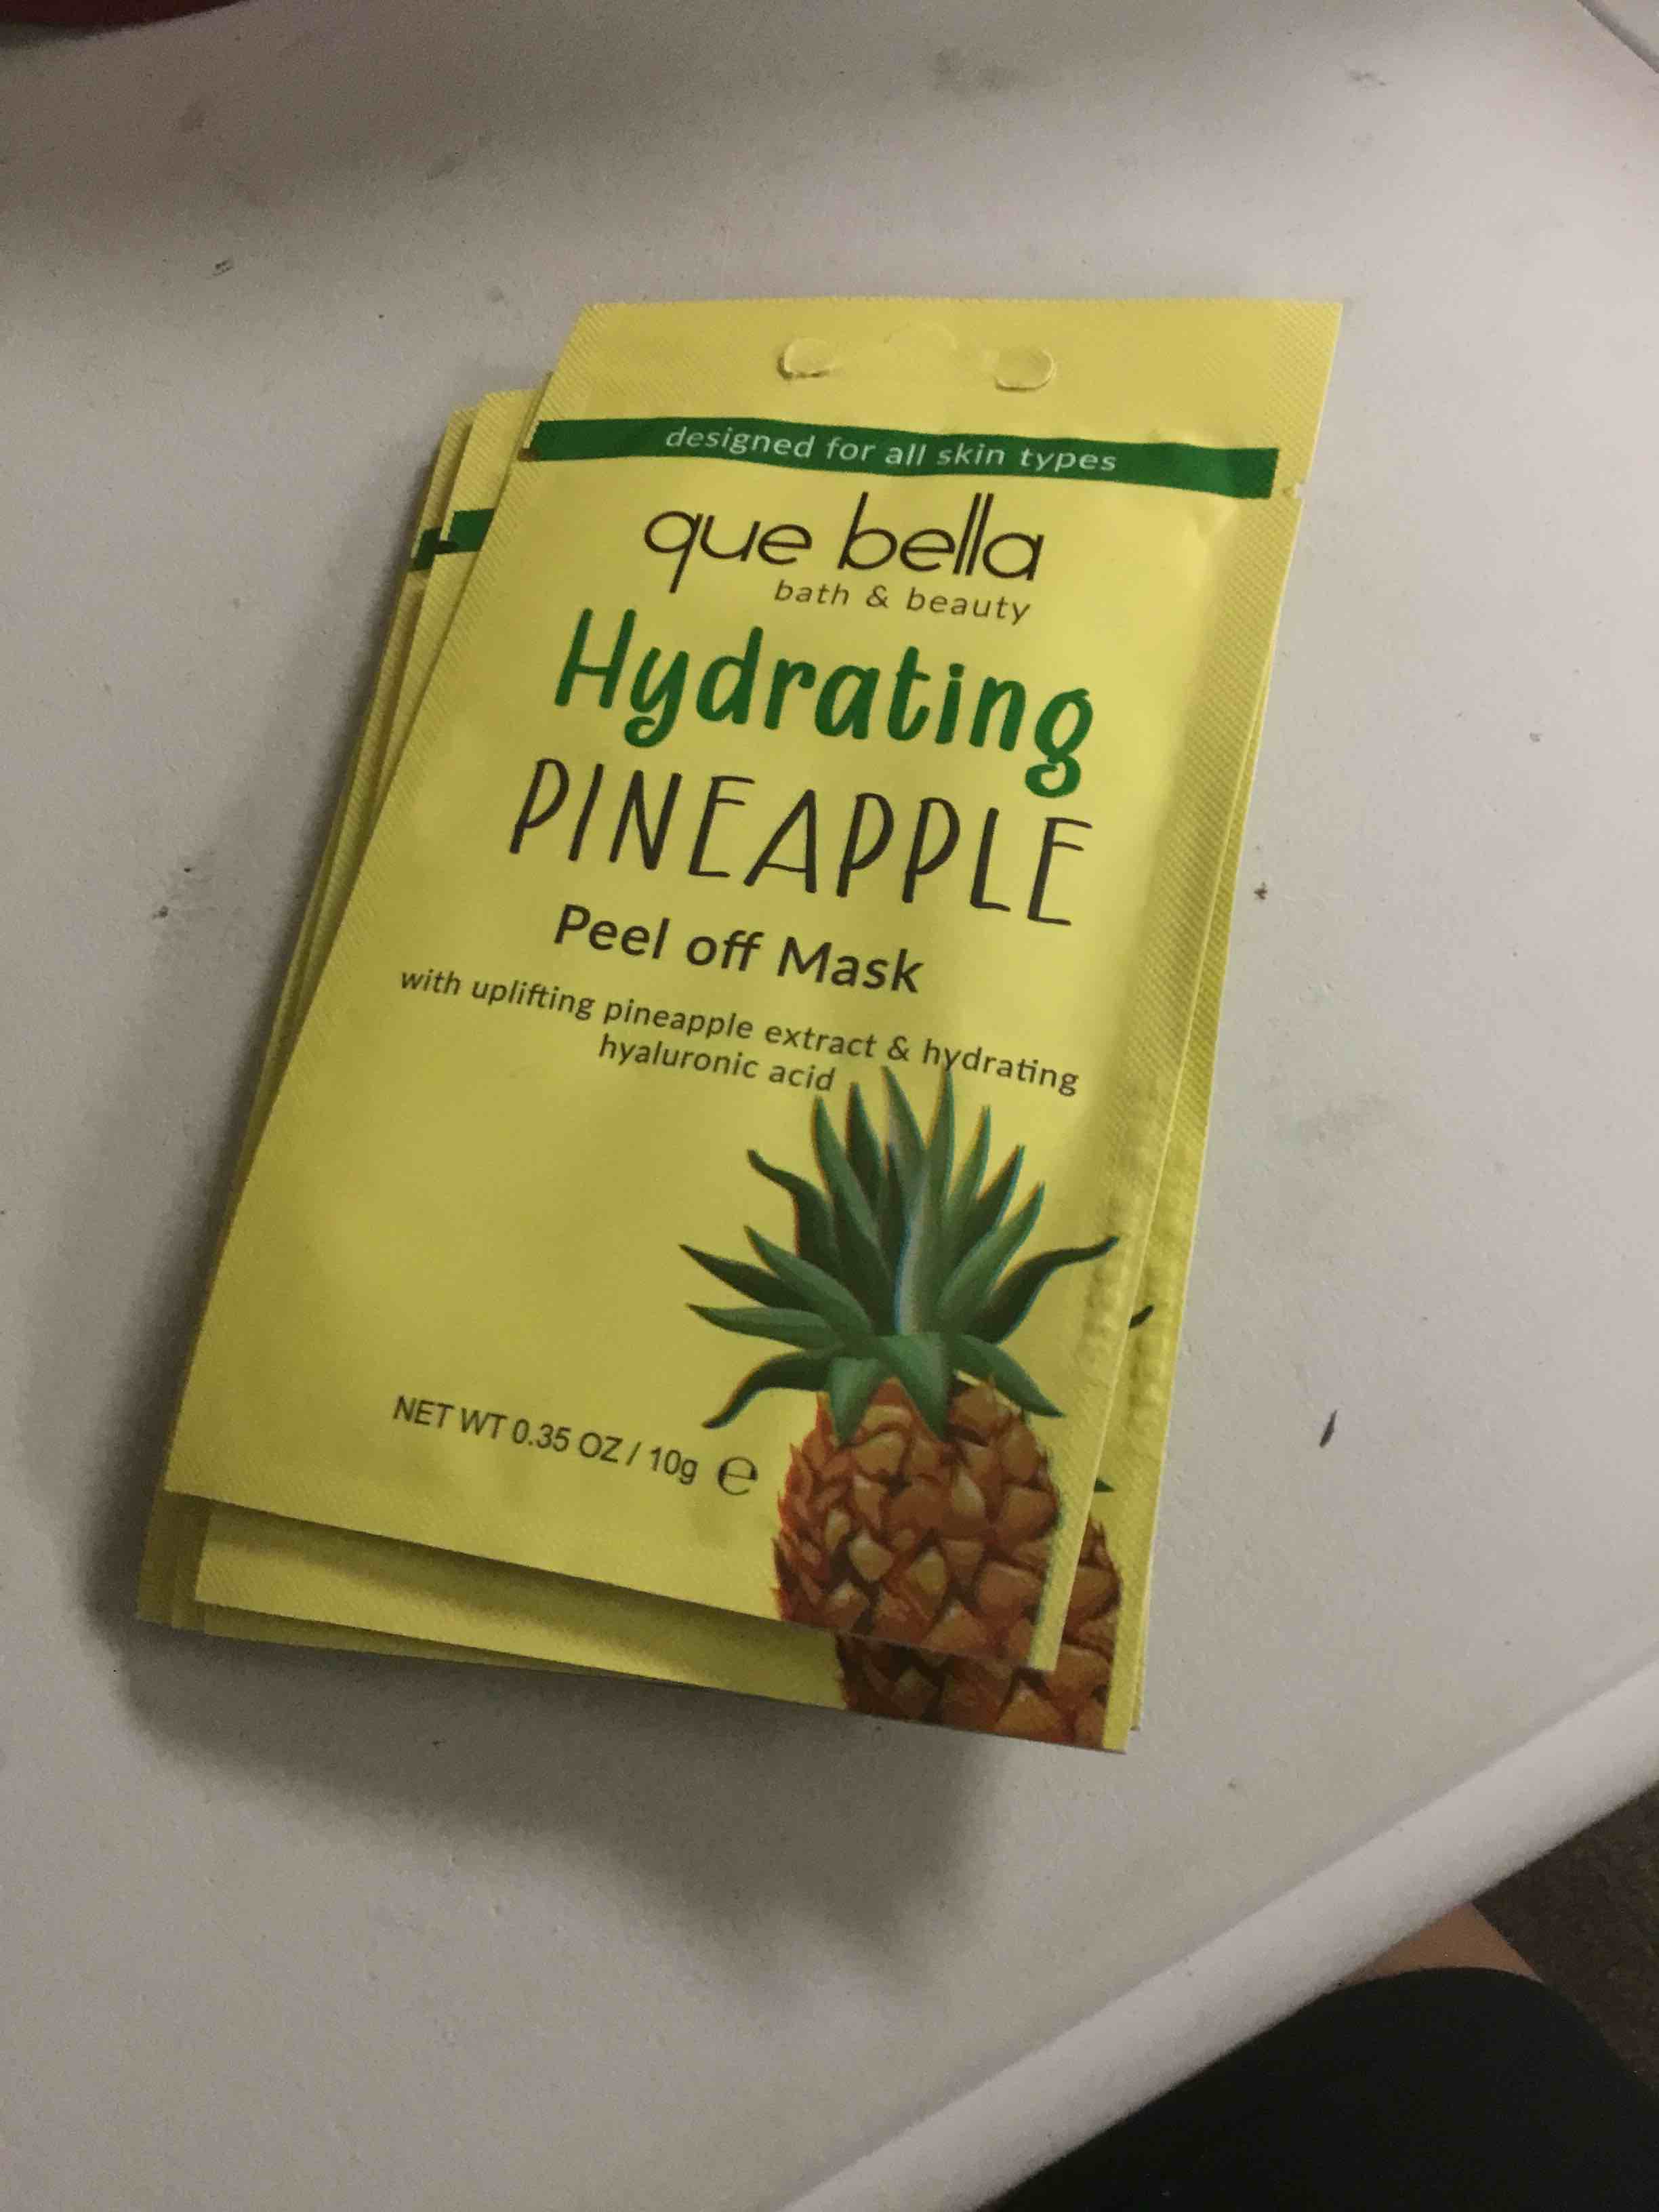 designed for all skin types
que bella
bath & beauty
Hydrating
PINEAPPLE
Peel off Mask
with uplifting pineapple extract & hydrating
hyaluronic acid
NET WT 0.35 OZ / 10g ℮